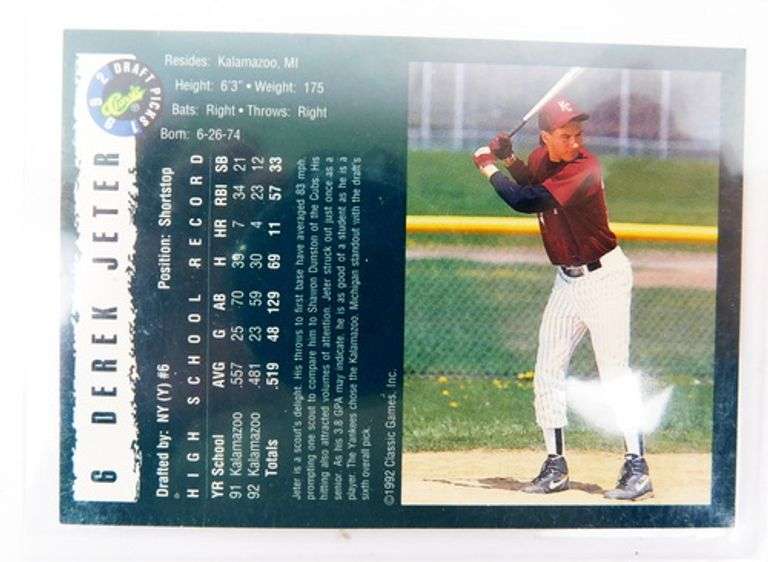 Resides: Kalamazoo, MI
Height: 6'3" • Weight: 175
Bats: Right • Throws: Right
Born: 6-26-74
1992 DRAFT PICKS
Classic
®
6 DEREK JETER
Drafted by: NY (Y) #6 Position: Shortstop
HIGH SCHOOL RECORD
YR School AVG G AB H HR RBI SB
91 Kalamazoo .557 25 70 39 7 34 21
92 Kalamazoo .481 23 59 30 4 23 12
Totals .519 48 129 69 11 57 33
Jeter is a scout's delight. His throws to first base have averaged 83 mph,
prompting one scout to compare him to Shawon Dunston of the Cubs. His
hitting also attracted volumes of attention. Jeter struck out just once as a
senior. As his 3.8 GPA may indicate, he is as good of a student as he is a
player. The Yankees chose the Kalamazoo, Michigan standout with the draft's
sixth overall pick.
©1992 Classic Games, Inc.
KC